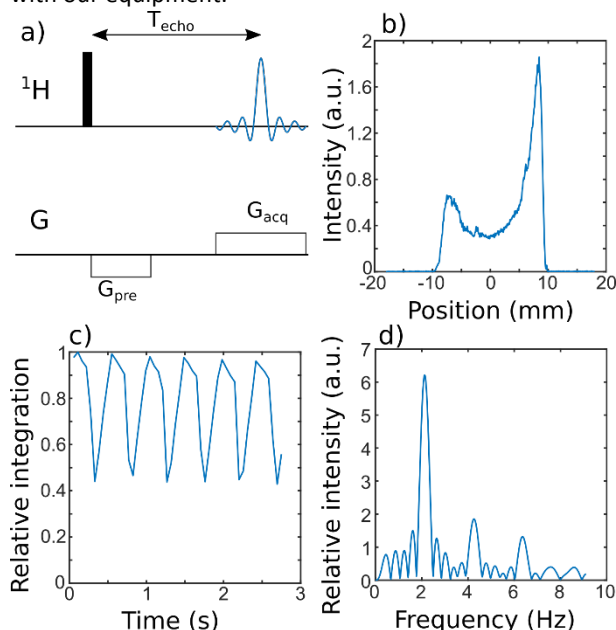 with our equipment.
a)
T_echo
¹H
G
G_acq
G_pre
b)
Intensity (a.u.)
2
1.6
1.2
0.8
0.4
0
-20 -10 0 10 20
Position (mm)
c)
Relative integration
1
0.8
0.6
0.4
0.2
0
0 1 2 3
Time (s)
d)
Relative intensity (a.u.)
7
6
5
4
3
2
1
0
0 2 4 6 8 10
Frequency (Hz)